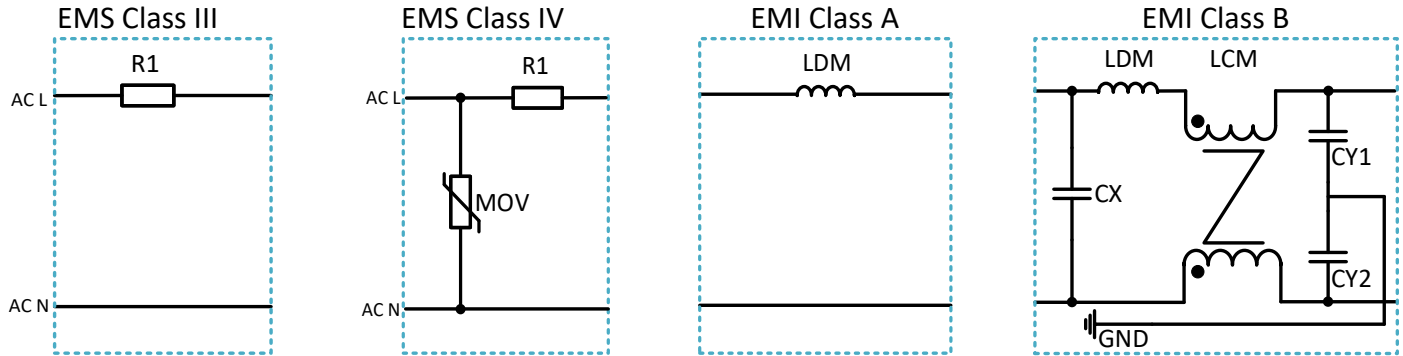 EMS Class III
R1
AC L
AC N
EMS Class IV
R1
AC L
MOV
AC N
EMI Class A
LDM
EMI Class B
LDM LCM
CY1
CX
CY2
GND